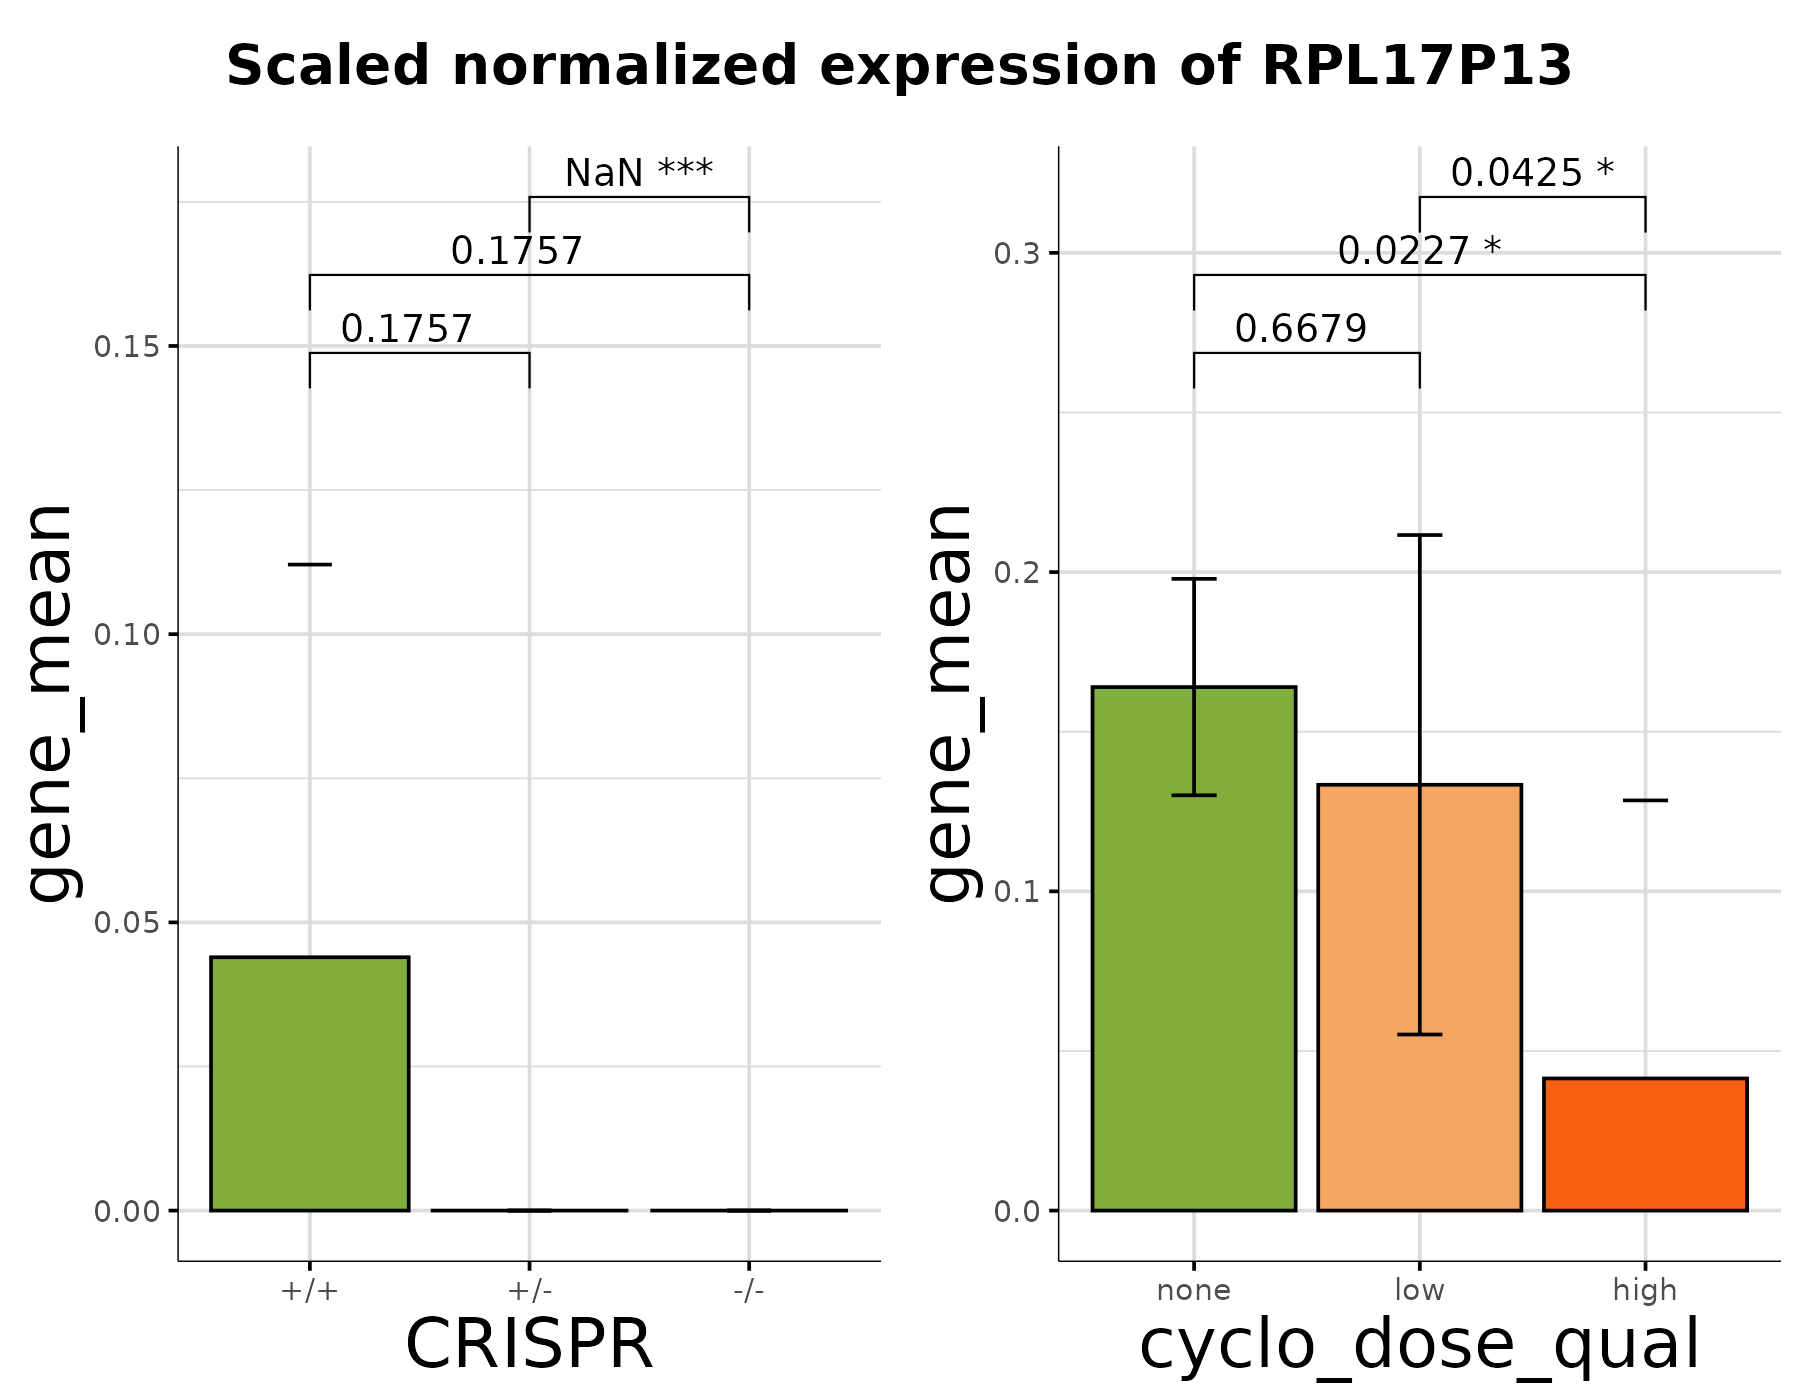 Scaled normalized expression of RPL17P13
NaN ***
0.1757
0.1757
0.15
0.10
0.05
0.00
gene_mean
+/+
+/-
-/-
CRISPR
0.0425 *
0.0227 *
0.6679
0.3
0.2
0.1
0.0
gene_mean
none
low
high
cyclo_dose_qual